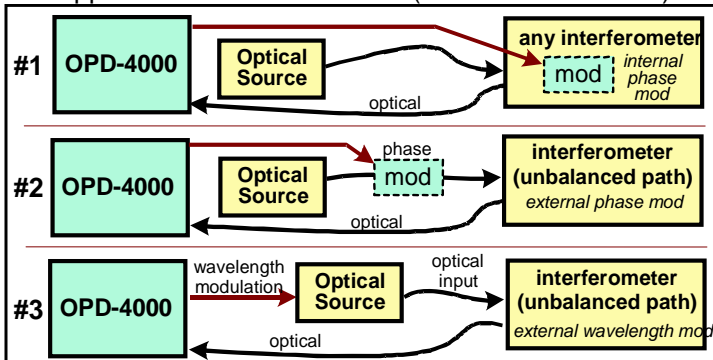 #1
OPD-4000
Optical
Source
any interferometer
mod
internal
phase
mod
optical
#2
OPD-4000
Optical
Source
phase
mod
interferometer
(unbalanced path)
external phase mod
optical
#3
OPD-4000
wavelength
modulation
Optical
Source
optical
input
interferometer
(unbalanced path)
external wavelength mod
optical